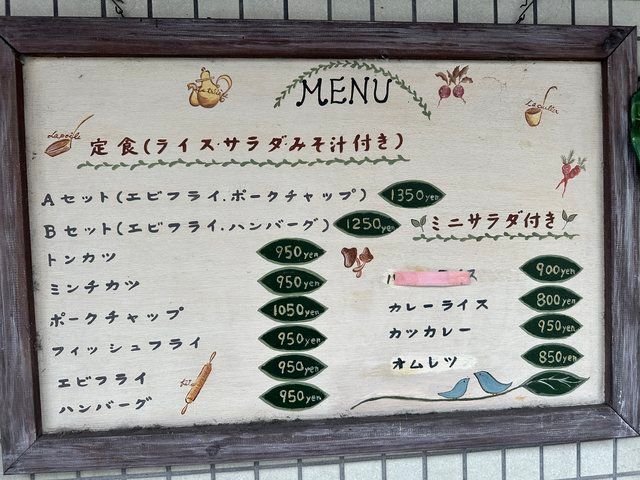 MENU
定食(ライス・サラダ・みそ汁付き)
Aセット(エビフライ・ポークチャップ) 1350yen
Bセット(エビフライ・ハンバーグ) 1250yen
トンカツ 950yen
ミンチカツ 950yen
ポークチャップ 1050yen
フィッシュフライ 950yen
エビフライ 950yen
ハンバーグ 950yen
ミニサラダ付き
900yen
カレーライス 800yen
カツカレー 950yen
オムレツ 850yen